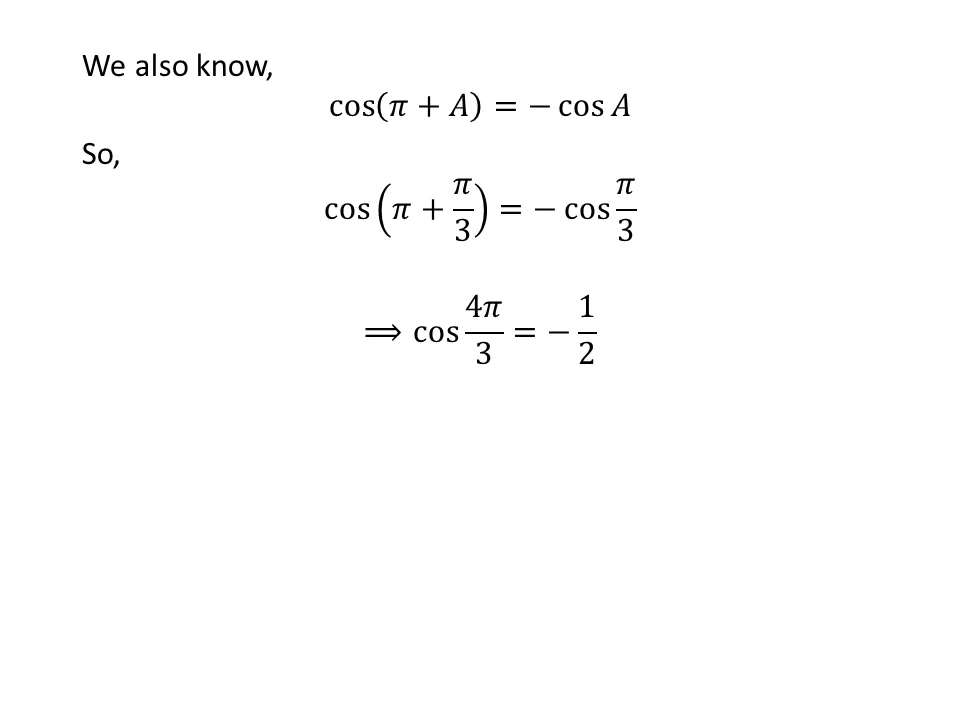 We also know,
cos(π + A) = − cos A
So,
cos(π + π/3) = − cos π/3
⟹ cos 4π/3 = − 1/2